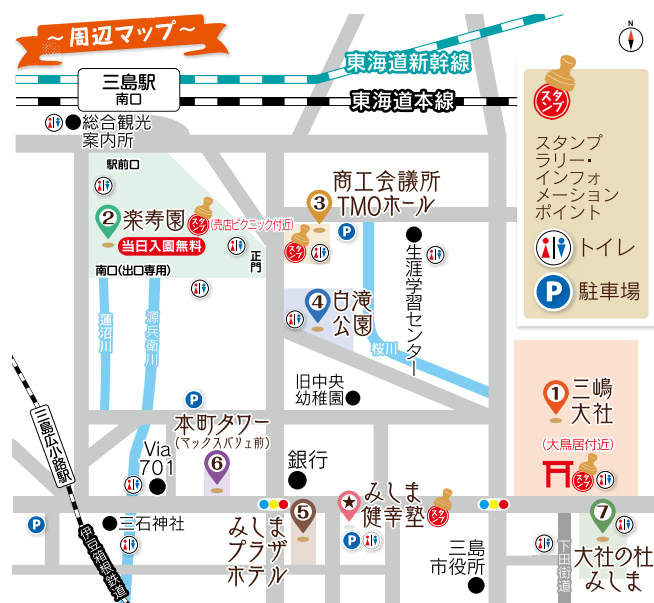 ～周辺マップ～
N
東海道新幹線
三島駅
南口
東海道本線
総合観光
案内所
駅前口
2
楽寿園
スタンプ
(売店ピクニック付近)
当日入園無料
正門
南口(出口専用)
商工会議所
TMOホール
3
スタンプ
P
生涯学習センター
4
白滝
公園
桜川
蓮沼川
源兵衛川
旧中央
幼稚園
スタンプ
スタンプ
ラリー・
インフォ
メーション
ポイント
トイレ
P
駐車場
1
三嶋
大社
(大鳥居付近)
スタンプ
P
本町タワー
(マックスバリュ前)
6
Via
701
銀行
三島広小路駅
P
三石神社
伊豆箱根鉄道
みしま
プラザ
ホテル
5
みしま
健幸塾
スタンプ
P
三島
市役所
下田街道
7
大社の杜
みしま